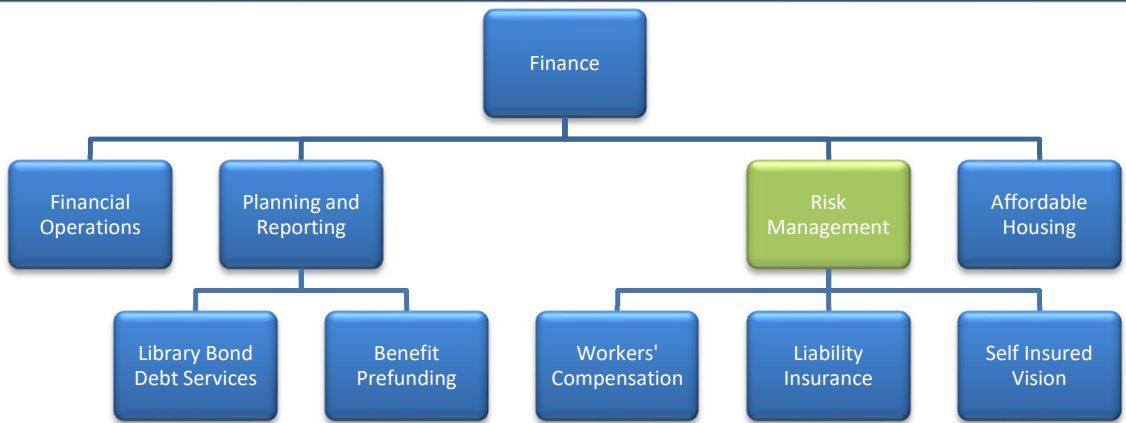 Finance
Financial
Operations
Planning and
Reporting
Risk
Management
Affordable
Housing
Library Bond
Debt Services
Benefit
Prefunding
Workers'
Compensation
Liability
Insurance
Self Insured
Vision